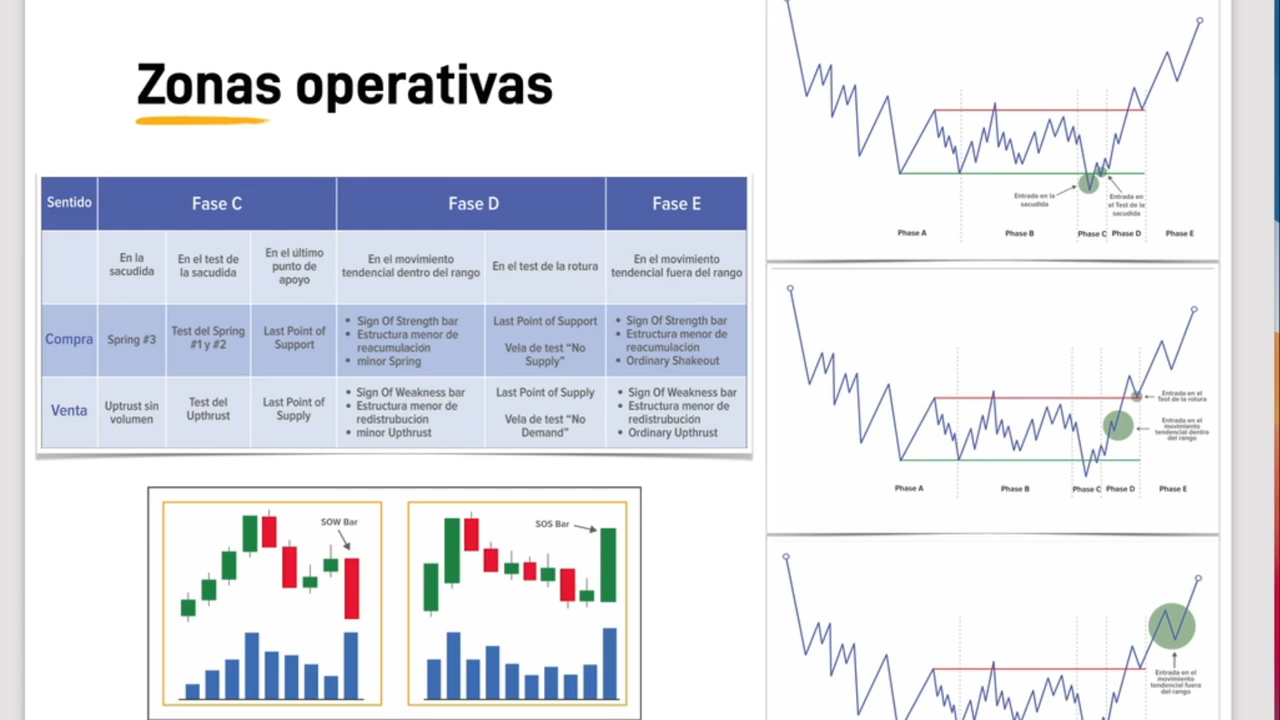 Zonas operativas
Sentido
Fase C
Fase D
Fase E
En la
sacudida
En el test de
la sacudida
En el último
punto de
apoyo
En el movimiento
tendencial dentro del rango
En el test de la rotura
En el movimiento
tendencial fuera del rango
Compra
Spring #3
Test del Spring
#1 y #2
Last Point of
Support
• Sign Of Strength bar
• Estructura menor de
reacumulación
• minor Spring
Last Point of Support
Vela de test “No
Supply”
• Sign Of Strength bar
• Estructura menor de
reacumulación
• Ordinary Shakeout
Venta
Uptrust sin
volumen
Test del
Upthrust
Last Point of
Supply
• Sign Of Weakness bar
• Estructura menor de
redistrubución
• minor Upthrust
Last Point of Supply
Vela de test “No
Demand”
• Sign Of Weakness bar
• Estructura menor de
redistrubución
• Ordinary Upthrust
SOW Bar
SOS Bar
Entrada en la
sacudida
Entrada en
el Test de la
sacudida
Phase A
Phase B
Phase C
Phase D
Phase E
Entrada en el
Test de la rotura
Entrada en el
movimiento
tendencial dentro
del rango
Phase A
Phase B
Phase C
Phase D
Phase E
Entrada en el
movimiento
tendencial fuera
del rango